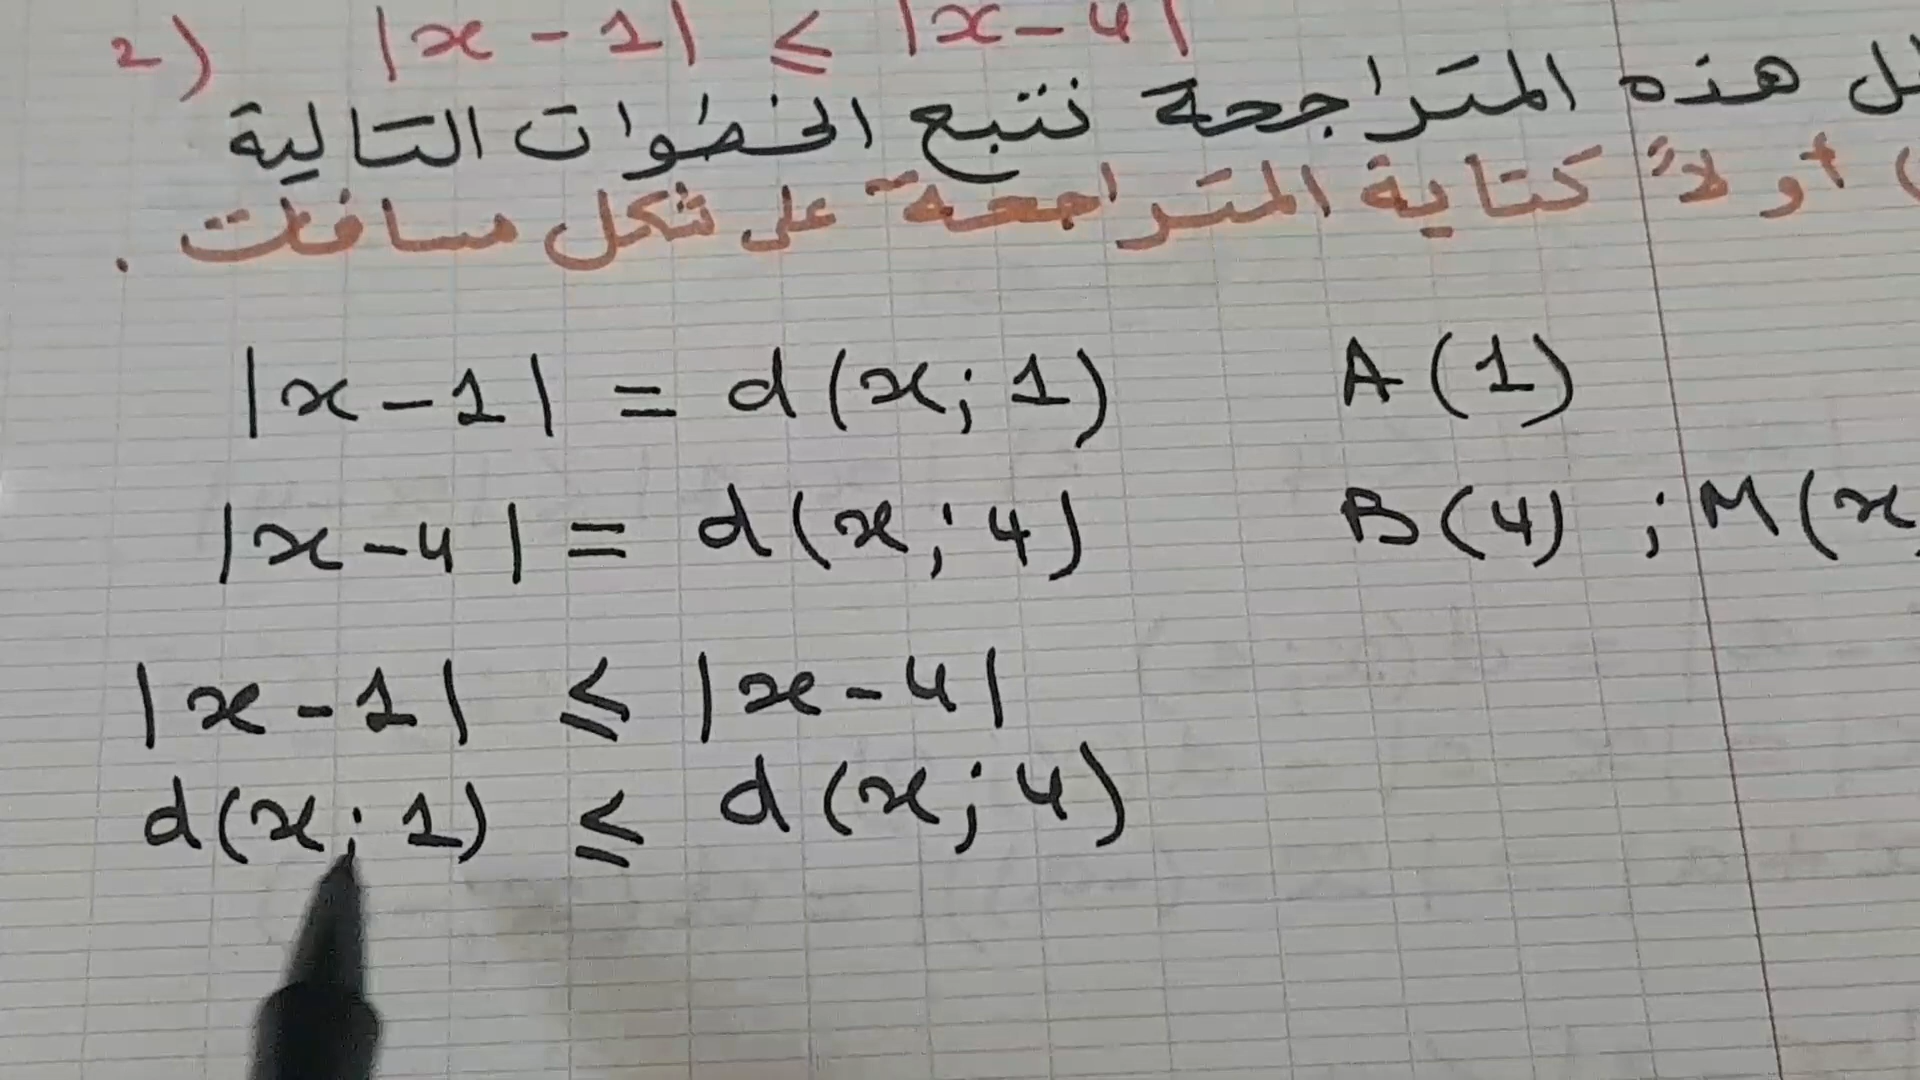 2) |x - 1| ≤ |x - 4|
هذه المتراجحة نتبع الخطوات التالية
أولاً كتابة المتراجحة على شكل مسافات .
|x - 1| = d(x; 1) A(1)
|x - 4| = d(x; 4) B(4) ; M(x
|x - 1| ≤ |x - 4|
d(x; 1) ≤ d(x; 4)